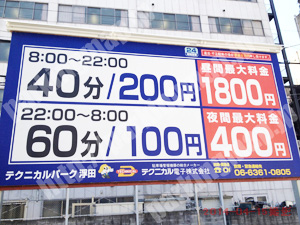 24
8:00〜22:00
40分/200円
昼間最大料金
1800円
22:00〜8:00
60分/100円
夜間最大料金
400円
テクニカルパーク浮田
テクニカル電子株式会社
06-6361-0805